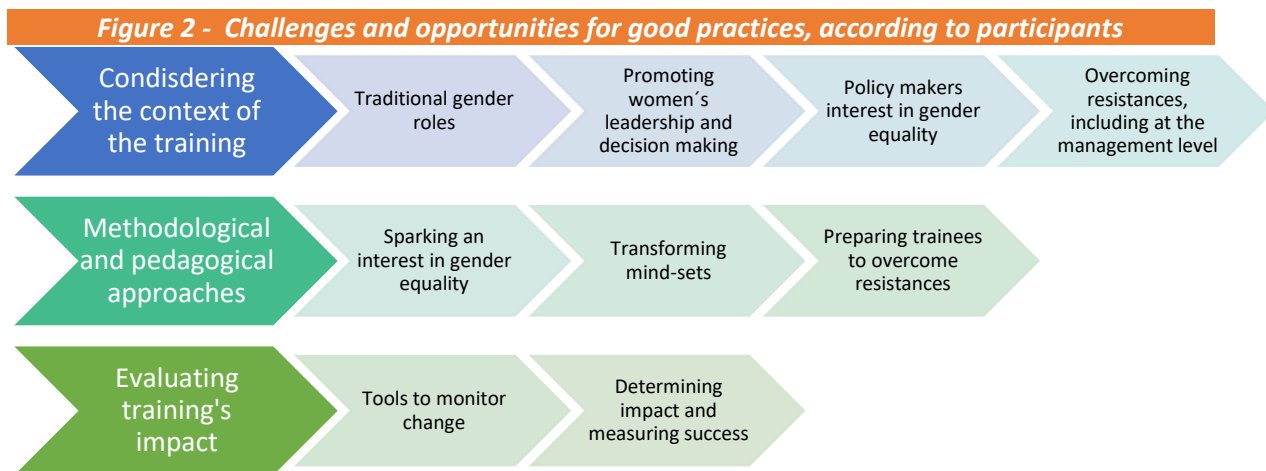 Figure 2 - Challenges and opportunities for good practices, according to participants
Condisdering
the context of
the training
Traditional gender
roles
Promoting
women´s
leadership and
decision making
Policy makers
interest in gender
equality
Overcoming
resistances,
including at the
management level
Methodological
and pedagogical
approaches
Sparking an
interest in gender
equality
Transforming
mind-sets
Preparing trainees
to overcome
resistances
Evaluating
training's
impact
Tools to monitor
change
Determining
impact and
measuring success